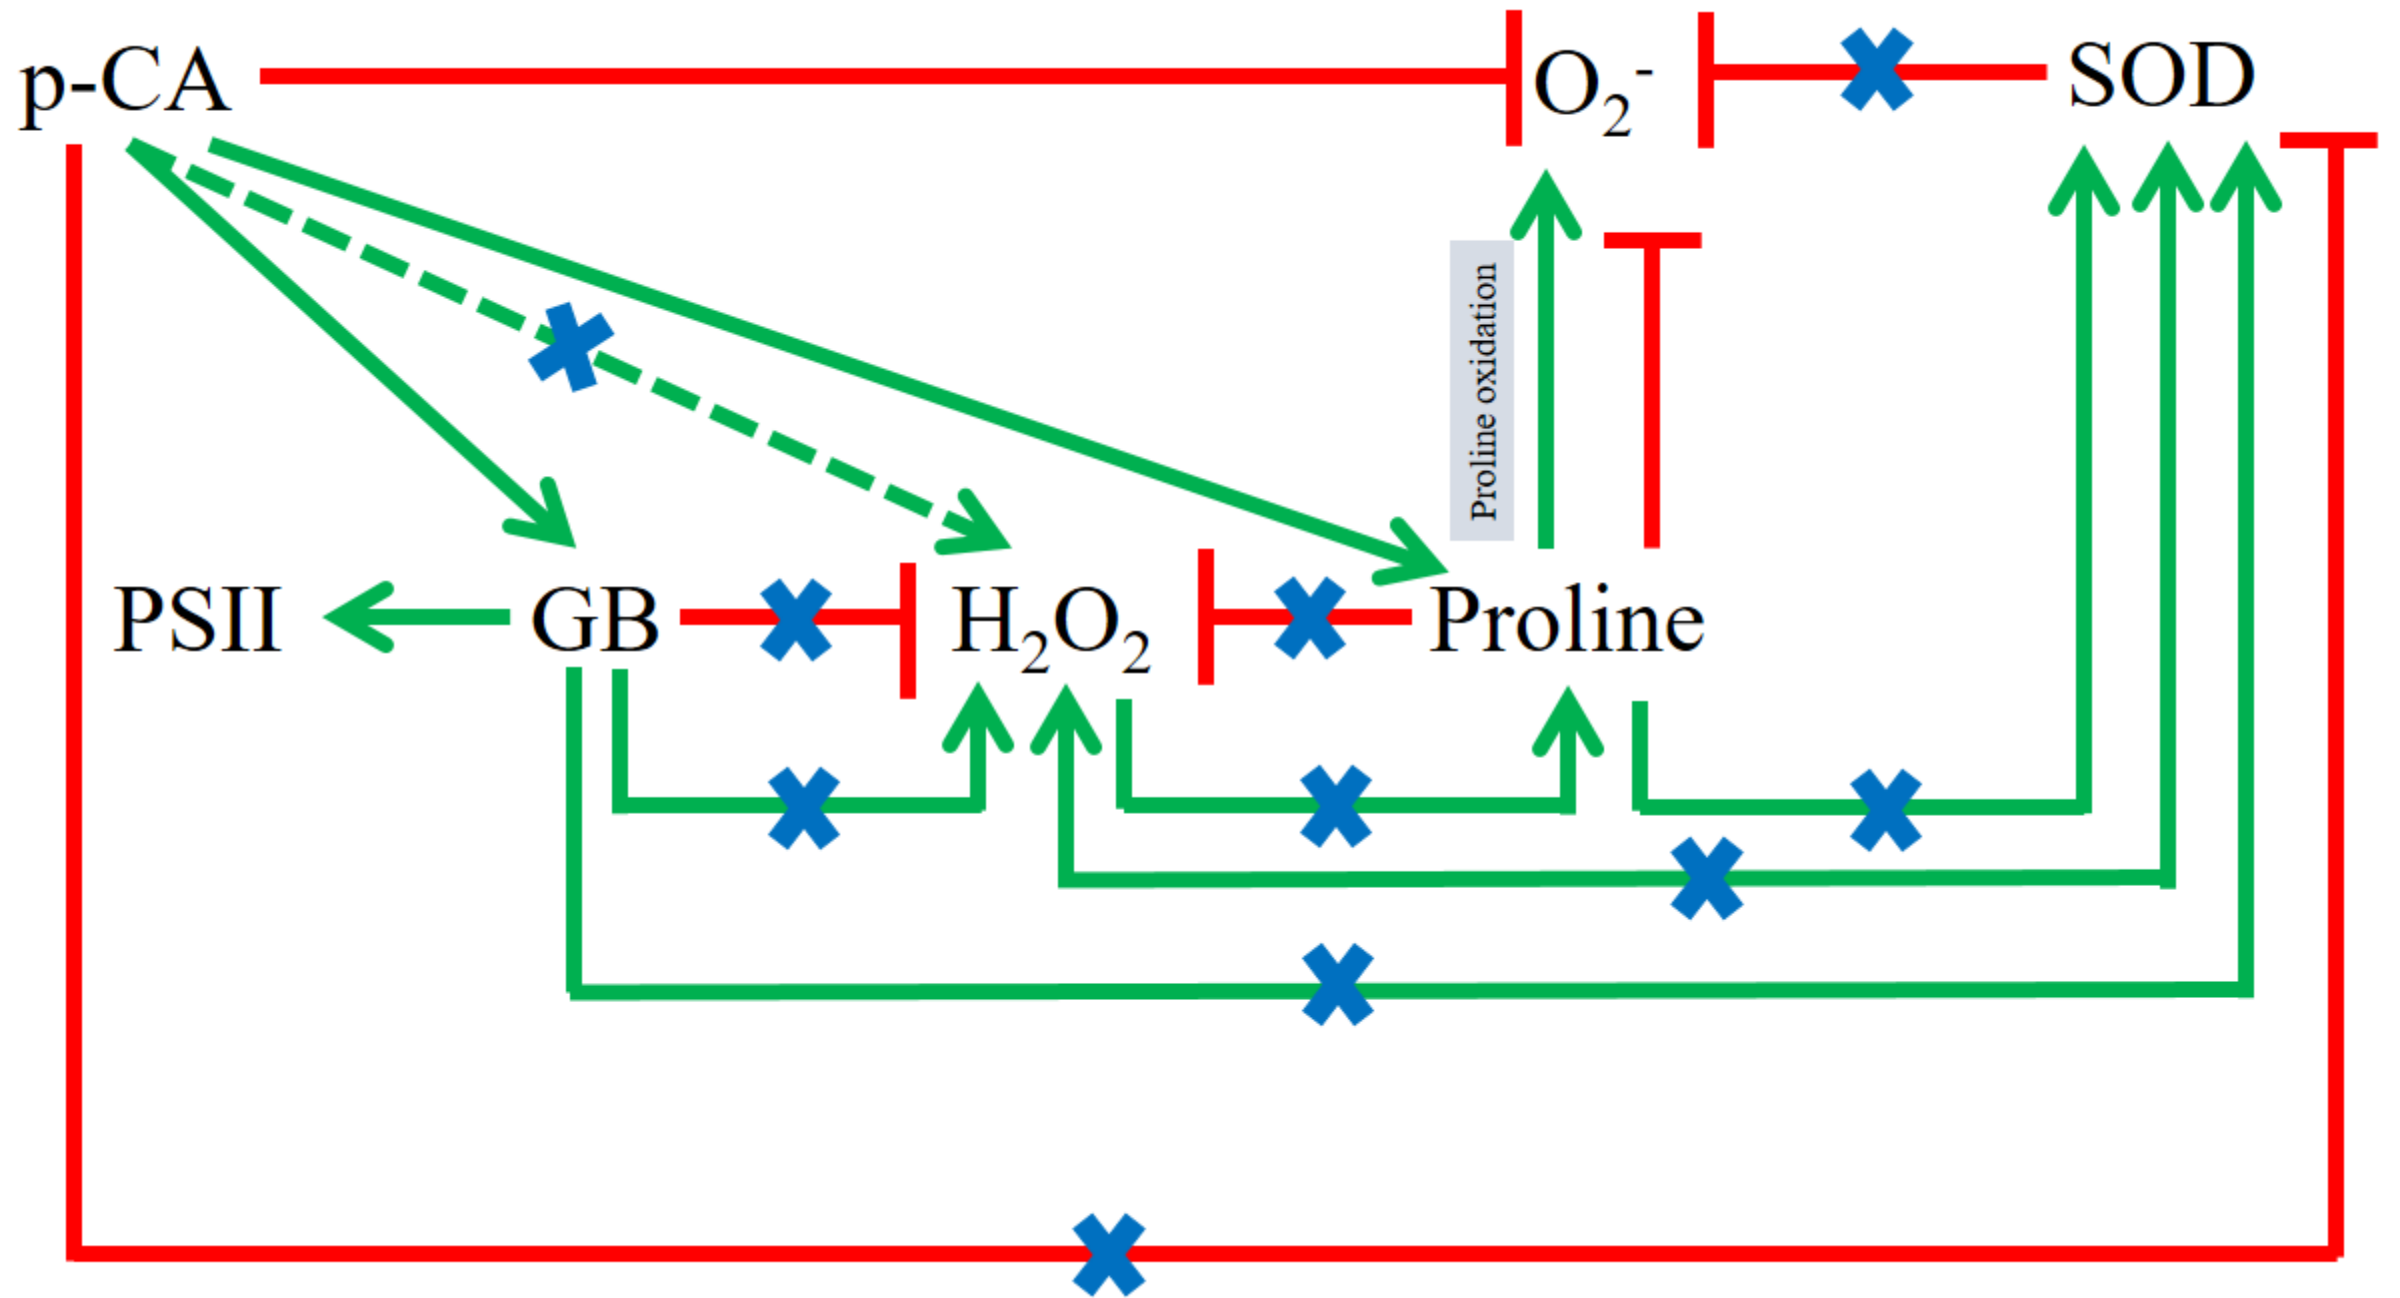 p-CA
O₂⁻
SOD
Proline oxidation
PSII
GB
H₂O₂
Proline